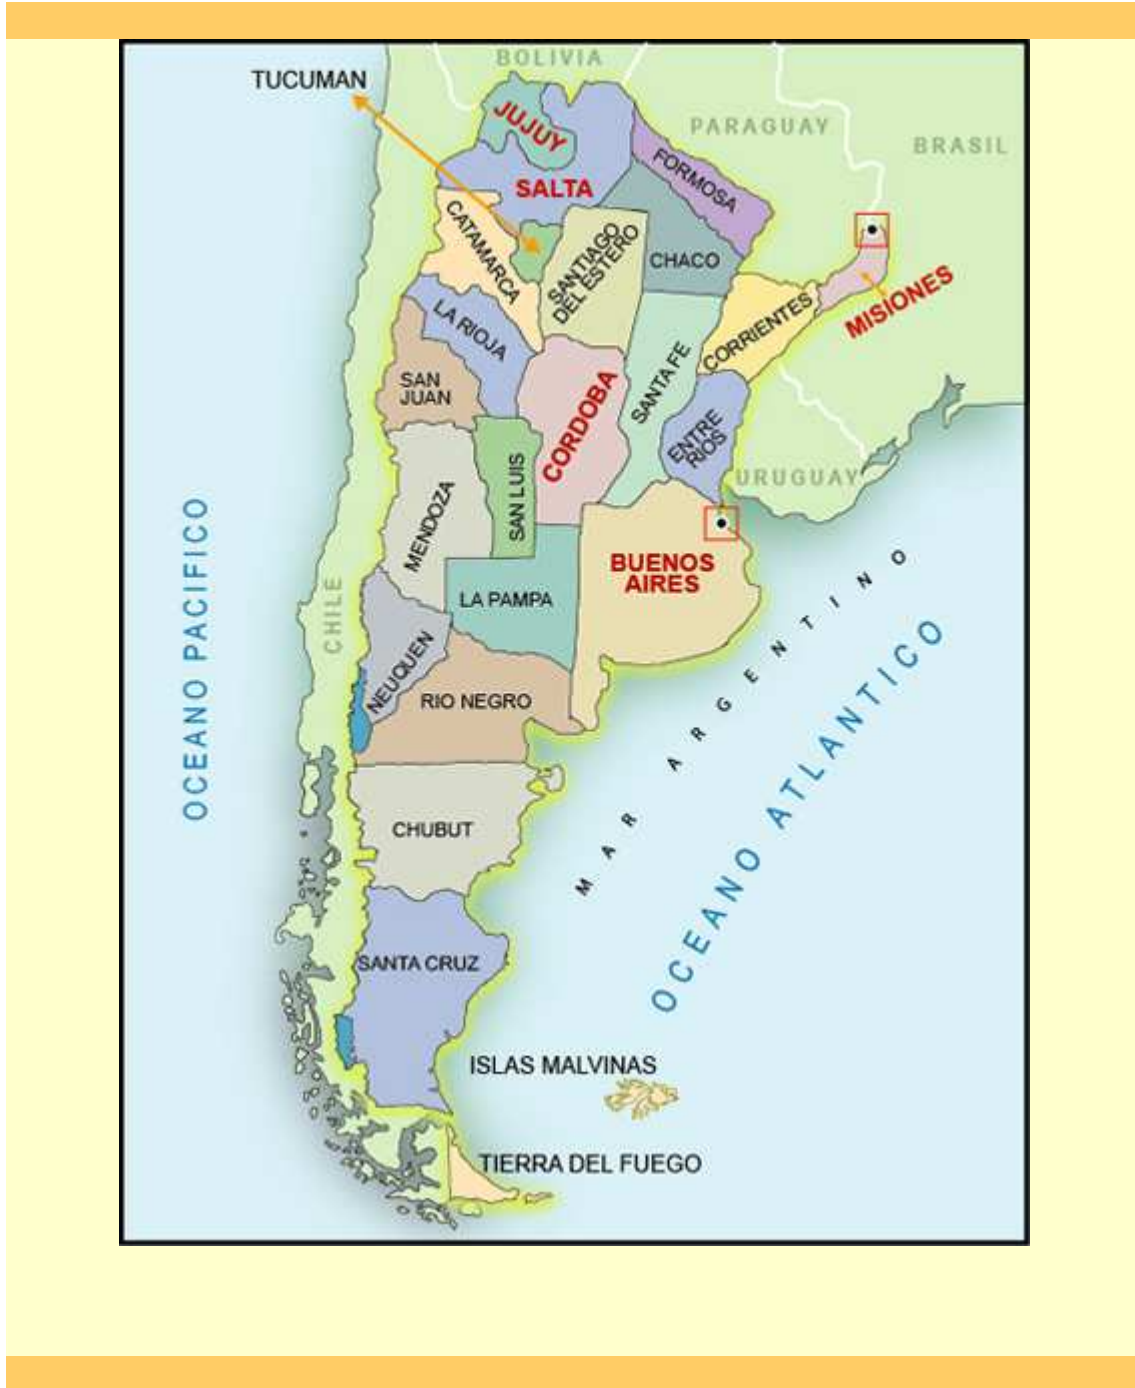 BOLIVIA
TUCUMAN
JUJUY
PARAGUAY
BRASIL
FORMOSA
SALTA
CATAMARCA
SANTIAGO
DEL ESTERO
CHACO
MISIONES
LA RIOJA
CORRIENTES
SAN
JUAN
SANTA FE
CORDOBA
ENTRE
RIOS
URUGUAY
SAN LUIS
MENDOZA
OCEANO PACIFICO
BUENOS
AIRES
CHILE
LA PAMPA
MAR ARGENTINO
NEUQUEN
RIO NEGRO
OCEANO ATLANTICO
CHUBUT
SANTA CRUZ
ISLAS MALVINAS
TIERRA DEL FUEGO